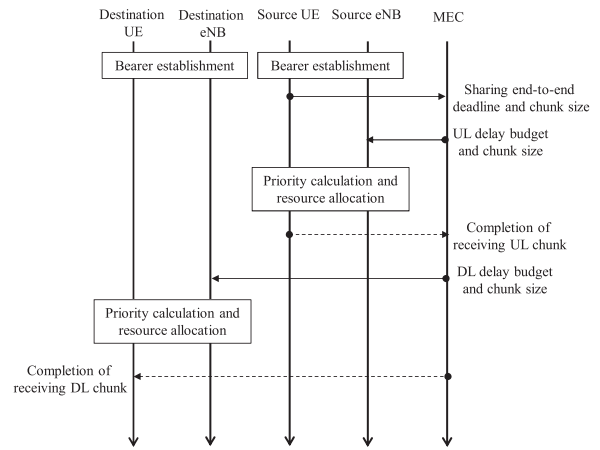 Destination
UE
Destination
eNB
Source UE
Source eNB
MEC
Bearer establishment
Bearer establishment
Sharing end-to-end
deadline and chunk size
UL delay budget
and chunk size
Priority calculation and
resource allocation
Completion of
receiving UL chunk
DL delay budget
and chunk size
Priority calculation and
resource allocation
Completion of
receiving DL chunk